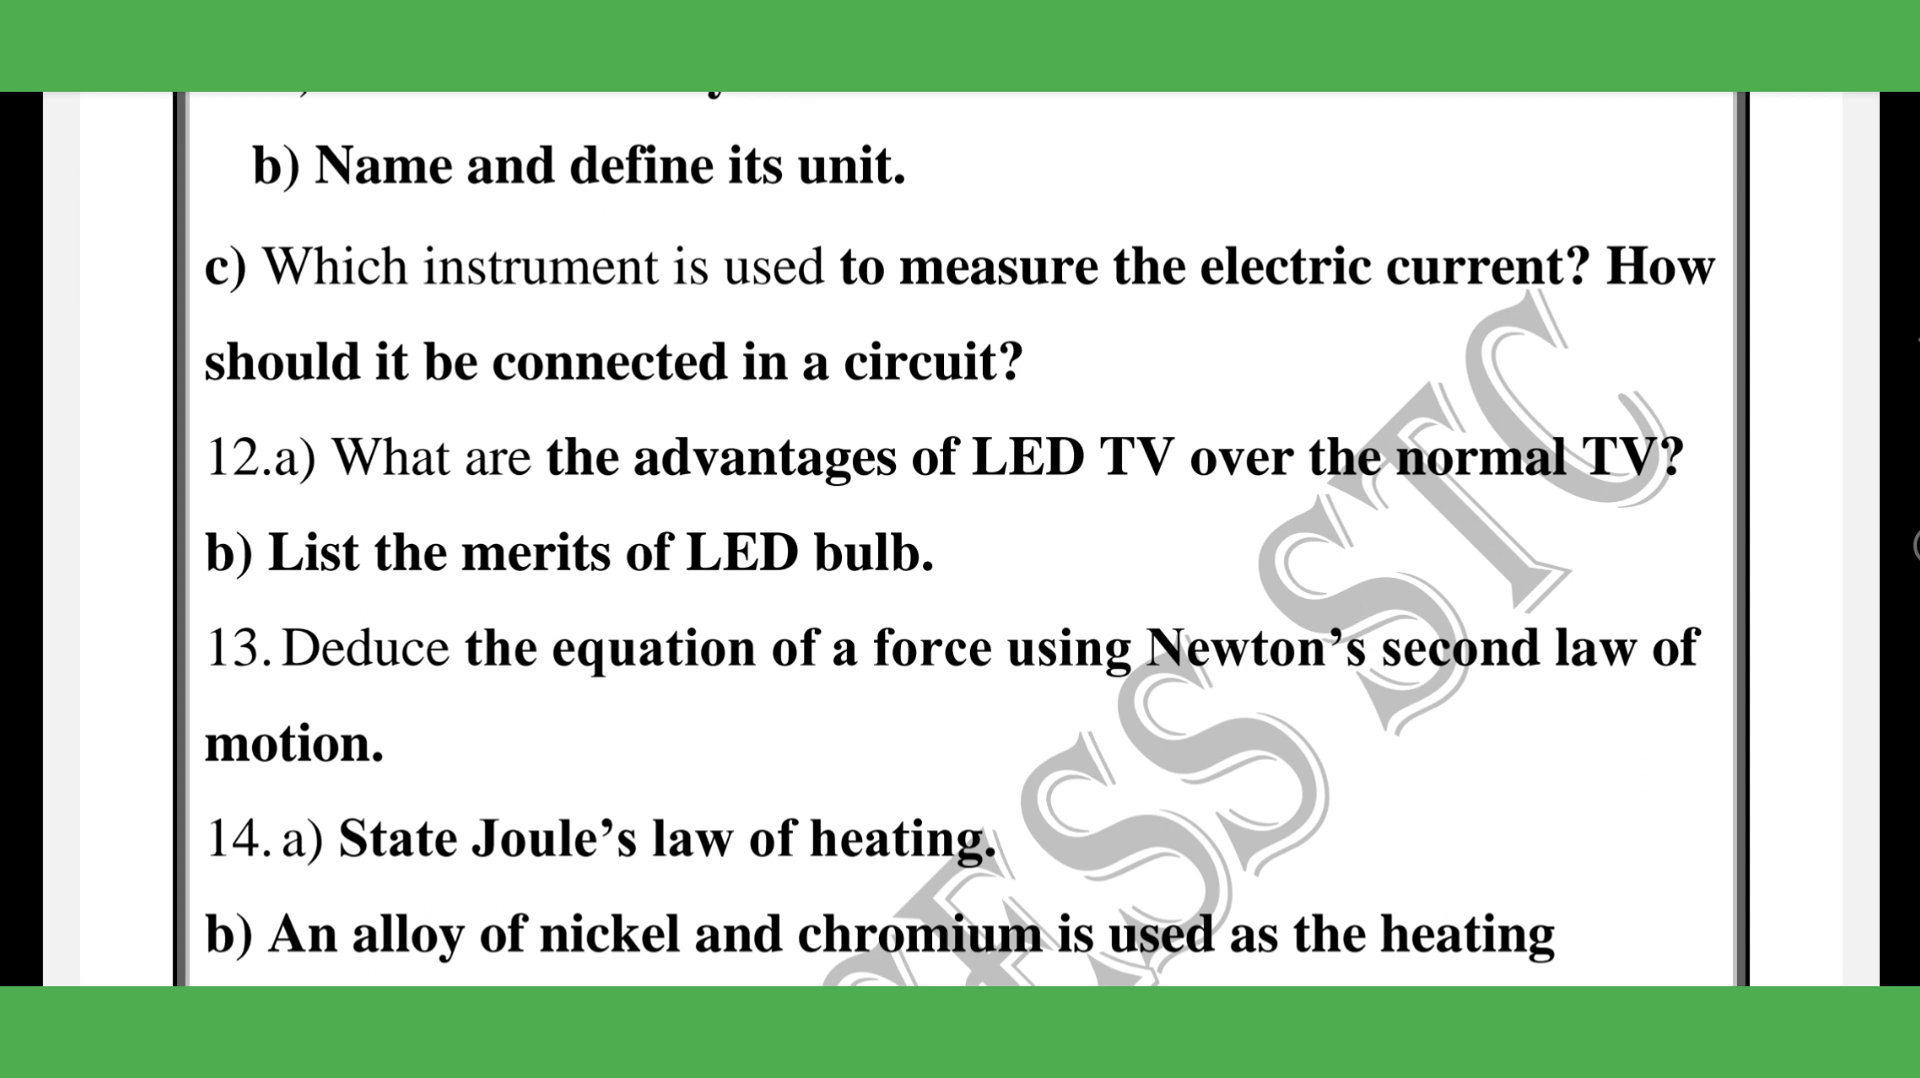 b) Name and define its unit.
c) Which instrument is used to measure the electric current? How
should it be connected in a circuit?
12.a) What are the advantages of LED TV over the normal TV?
b) List the merits of LED bulb.
13. Deduce the equation of a force using Newton’s second law of
motion.
14. a) State Joule’s law of heating.
b) An alloy of nickel and chromium is used as the heating
ESS STC